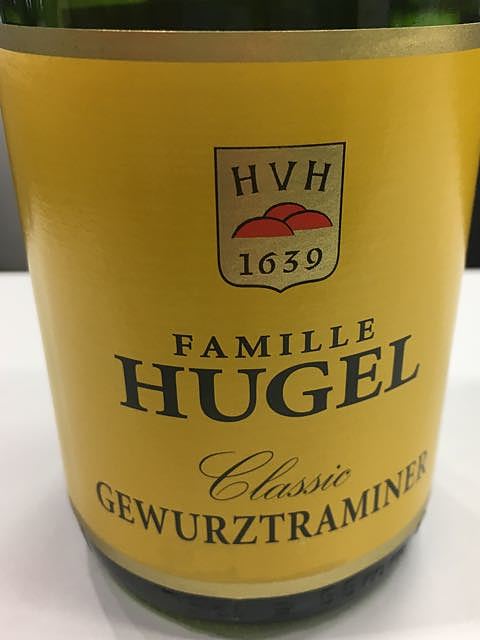 HVH
1639
FAMILLE
HUGEL
Classic
GEWURZTRAMINER